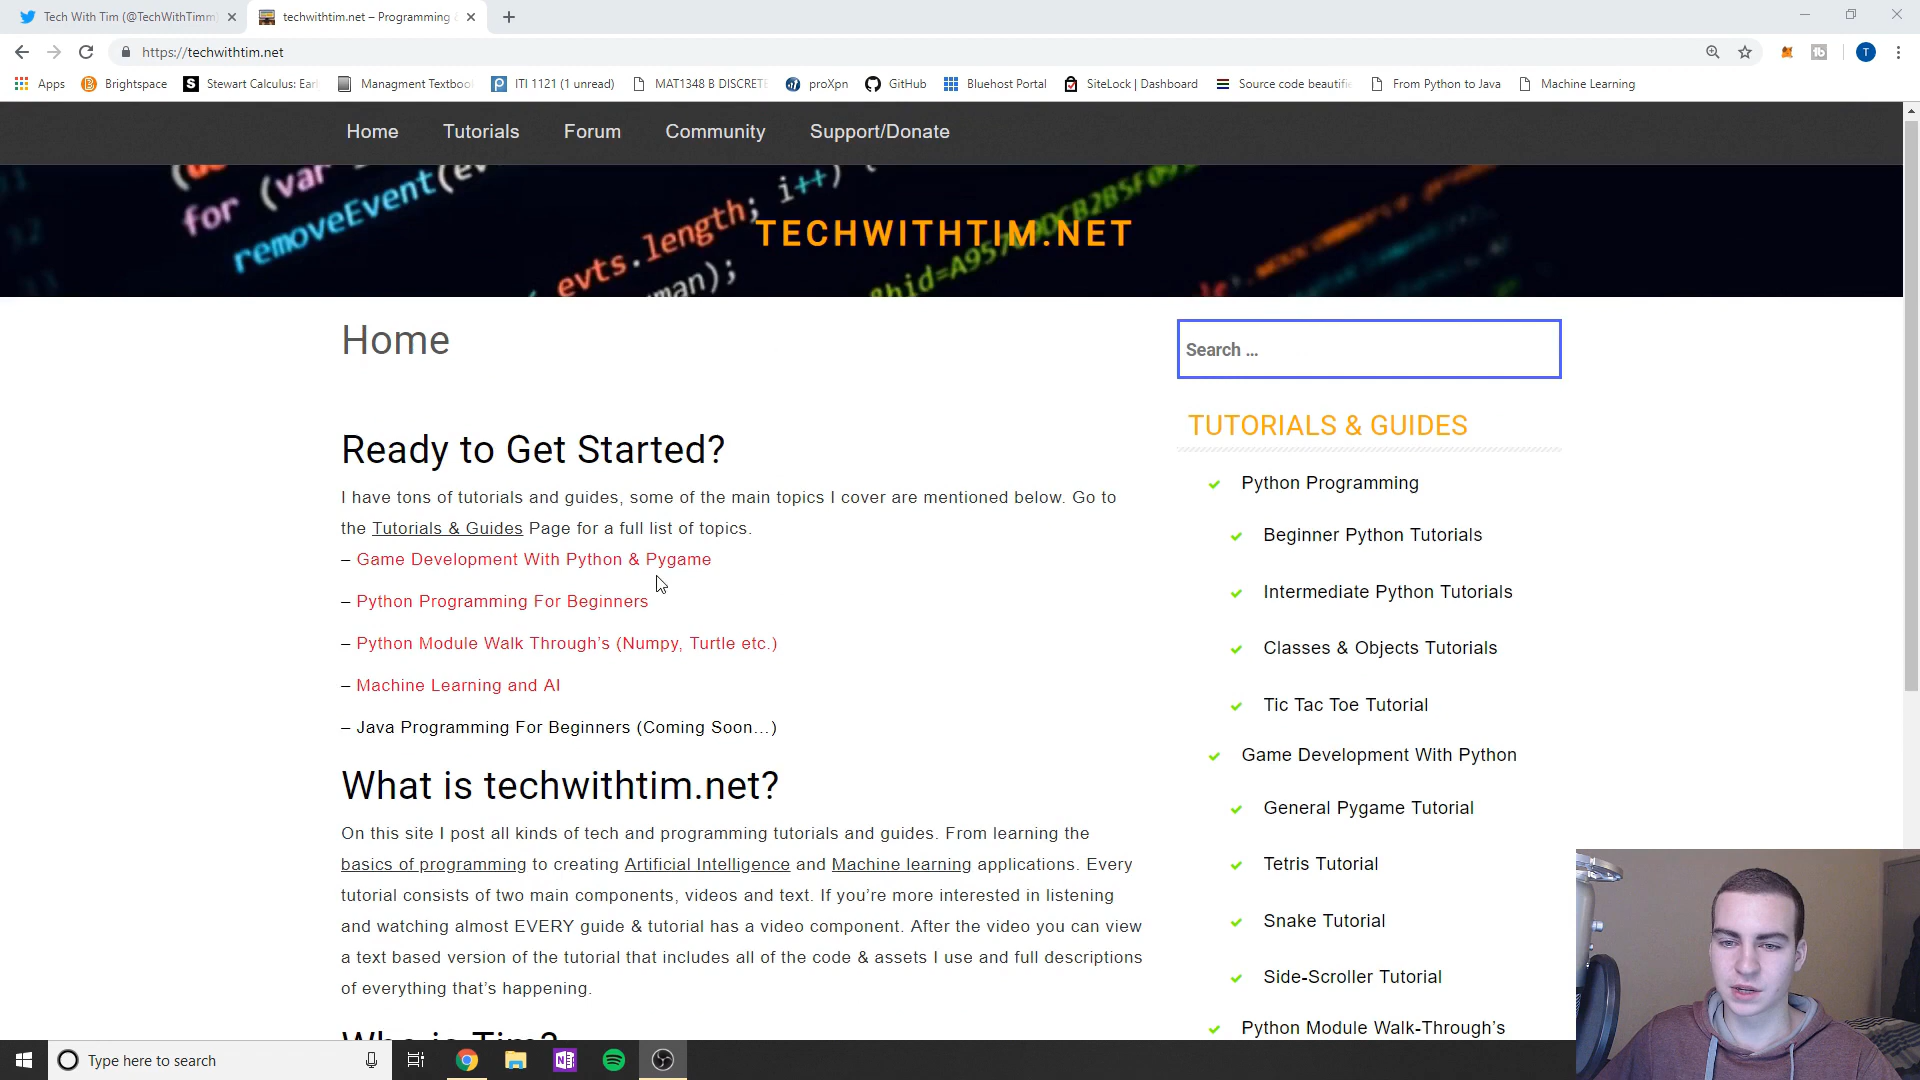 Tech With Tim (@TechWithTimm)
techwithtim.net – Programming
https://techwithtim.net
T
Apps
Brightspace
Stewart Calculus: Earl
Managment Textboo
ITI 1121 (1 unread)
MAT1348 B DISCRETE
proXpn
GitHub
Bluehost Portal
SiteLock | Dashboard
Source code beautifi
From Python to Java
Machine Learning
Home
Tutorials
Forum
Community
Support/Donate
for (var
removeEvent(e
evts.length; i++) {
TECHWITHTIM.NET
Home
Search …
Ready to Get Started?
I have tons of tutorials and guides, some of the main topics I cover are mentioned below. Go to
the Tutorials & Guides Page for a full list of topics.
– Game Development With Python & Pygame
– Python Programming For Beginners
– Python Module Walk Through’s (Numpy, Turtle etc.)
– Machine Learning and AI
– Java Programming For Beginners (Coming Soon…)
What is techwithtim.net?
On this site I post all kinds of tech and programming tutorials and guides. From learning the
basics of programming to creating Artificial Intelligence and Machine learning applications. Every
tutorial consists of two main components, videos and text. If you’re more interested in listening
and watching almost EVERY guide & tutorial has a video component. After the video you can view
a text based version of the tutorial that includes all of the code & assets I use and full descriptions
of everything that’s happening.
Who is Tim?
TUTORIALS & GUIDES
Python Programming
Beginner Python Tutorials
Intermediate Python Tutorials
Classes & Objects Tutorials
Tic Tac Toe Tutorial
Game Development With Python
General Pygame Tutorial
Tetris Tutorial
Snake Tutorial
Side-Scroller Tutorial
Python Module Walk-Through’s
Type here to search